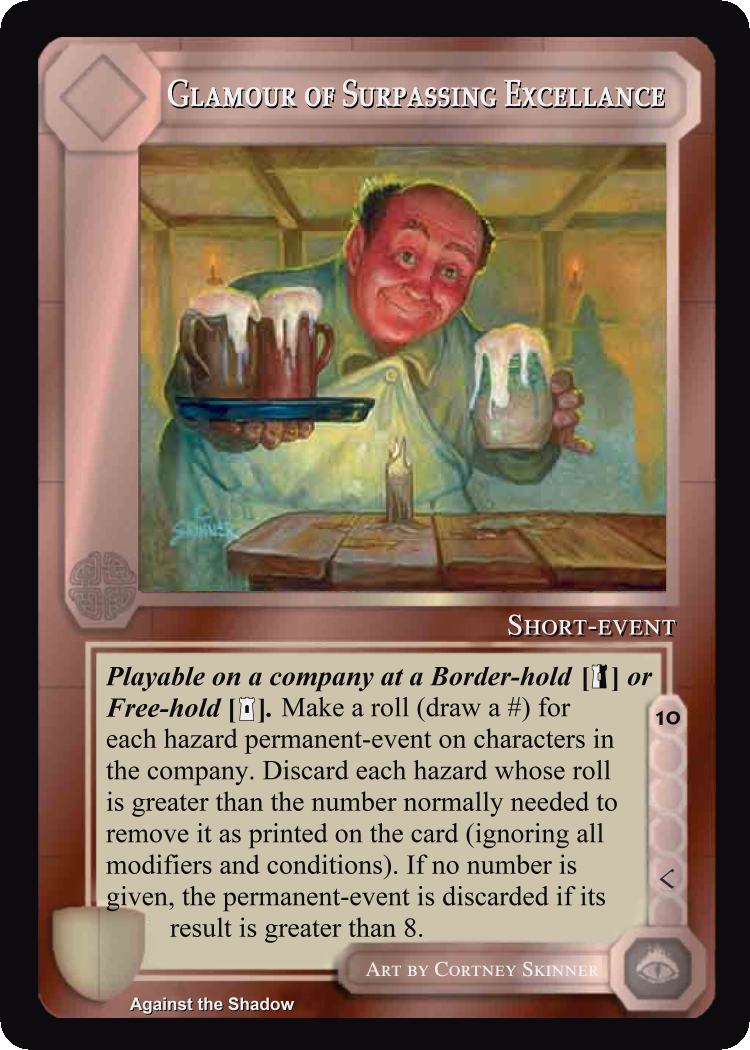 Glamour of Surpassing Excellance
Skinner
Short-event
Playable on a company at a Border-hold [] or
Free-hold []. Make a roll (draw a #) for
each hazard permanent-event on characters in
the company. Discard each hazard whose roll
is greater than the number normally needed to
remove it as printed on the card (ignoring all
modifiers and conditions). If no number is
given, the permanent-event is discarded if its
result is greater than 8.
10
<
Art by Cortney Skinner
Against the Shadow